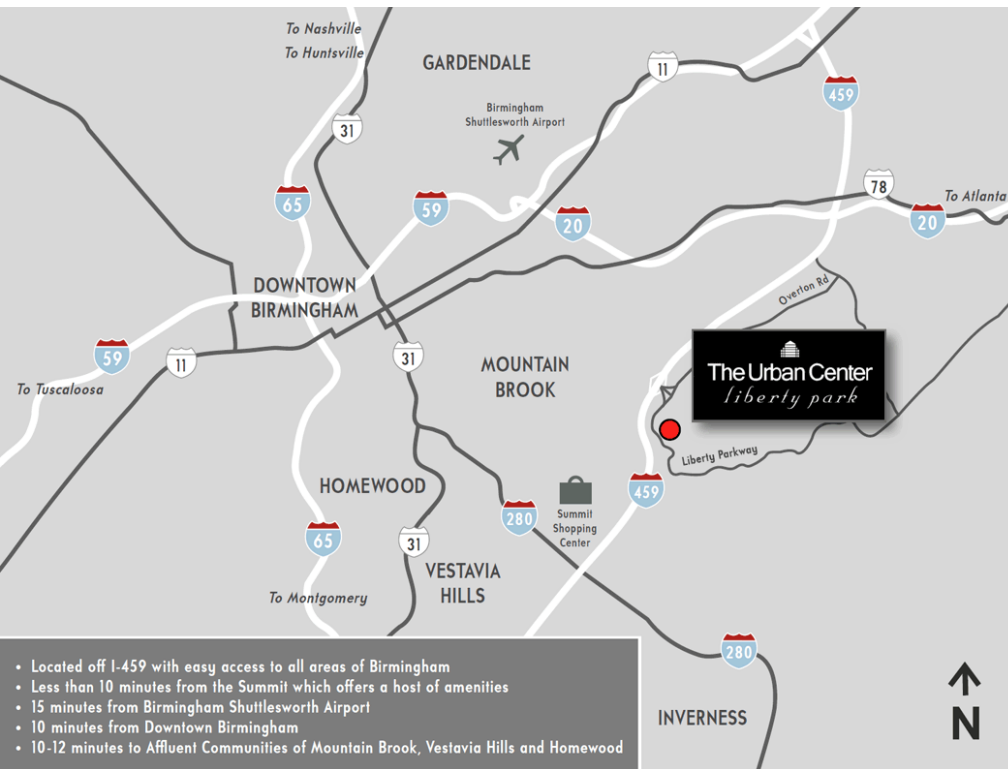 To Nashville
To Huntsville
GARDENDALE
11
459
Birmingham
Shuttlesworth Airport
31
78
65
59
20
To Atlanta
20
DOWNTOWN
BIRMINGHAM
Overton Rd
59
11
31
To Tuscaloosa
MOUNTAIN
BROOK
The Urban Center
liberty park
Liberty Parkway
HOMEWOOD
459
280
Summit
Shopping
Center
65
31
VESTAVIA
HILLS
To Montgomery
280
INVERNESS
N
• Located off I-459 with easy access to all areas of Birmingham
• Less than 10 minutes from the Summit which offers a host of amenities
• 15 minutes from Birmingham Shuttlesworth Airport
• 10 minutes from Downtown Birmingham
• 10-12 minutes to Affluent Communities of Mountain Brook, Vestavia Hills and Homewood